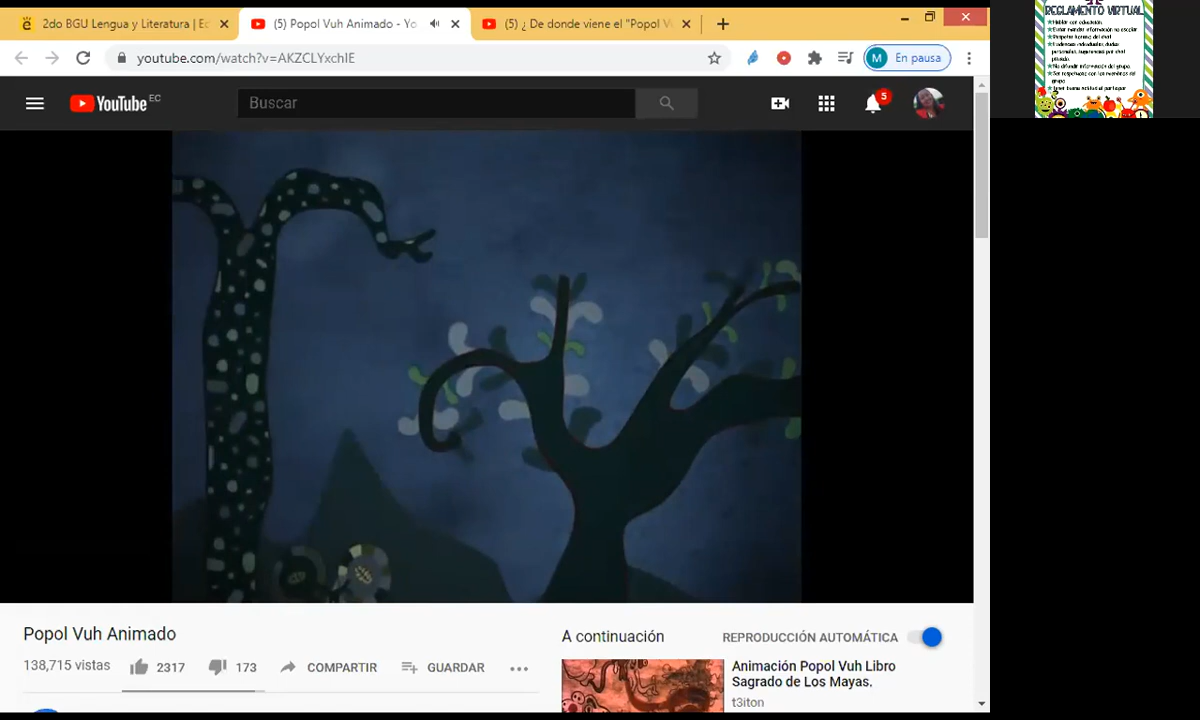 2do BGU Lengua y Literatura | Ec
(5) Popol Vuh Animado - Yo
(5) ¿ De donde viene el "Popol V
youtube.com/watch?v=AKZCLYxchIE
M
En pausa
YouTube EC
Buscar
5
Popol Vuh Animado
138,715 vistas
2317
173
COMPARTIR
GUARDAR
A continuación
REPRODUCCIÓN AUTOMÁTICA
Animación Popol Vuh Libro
Sagrado de Los Mayas.
t3iton
REGLAMENTO VIRTUAL